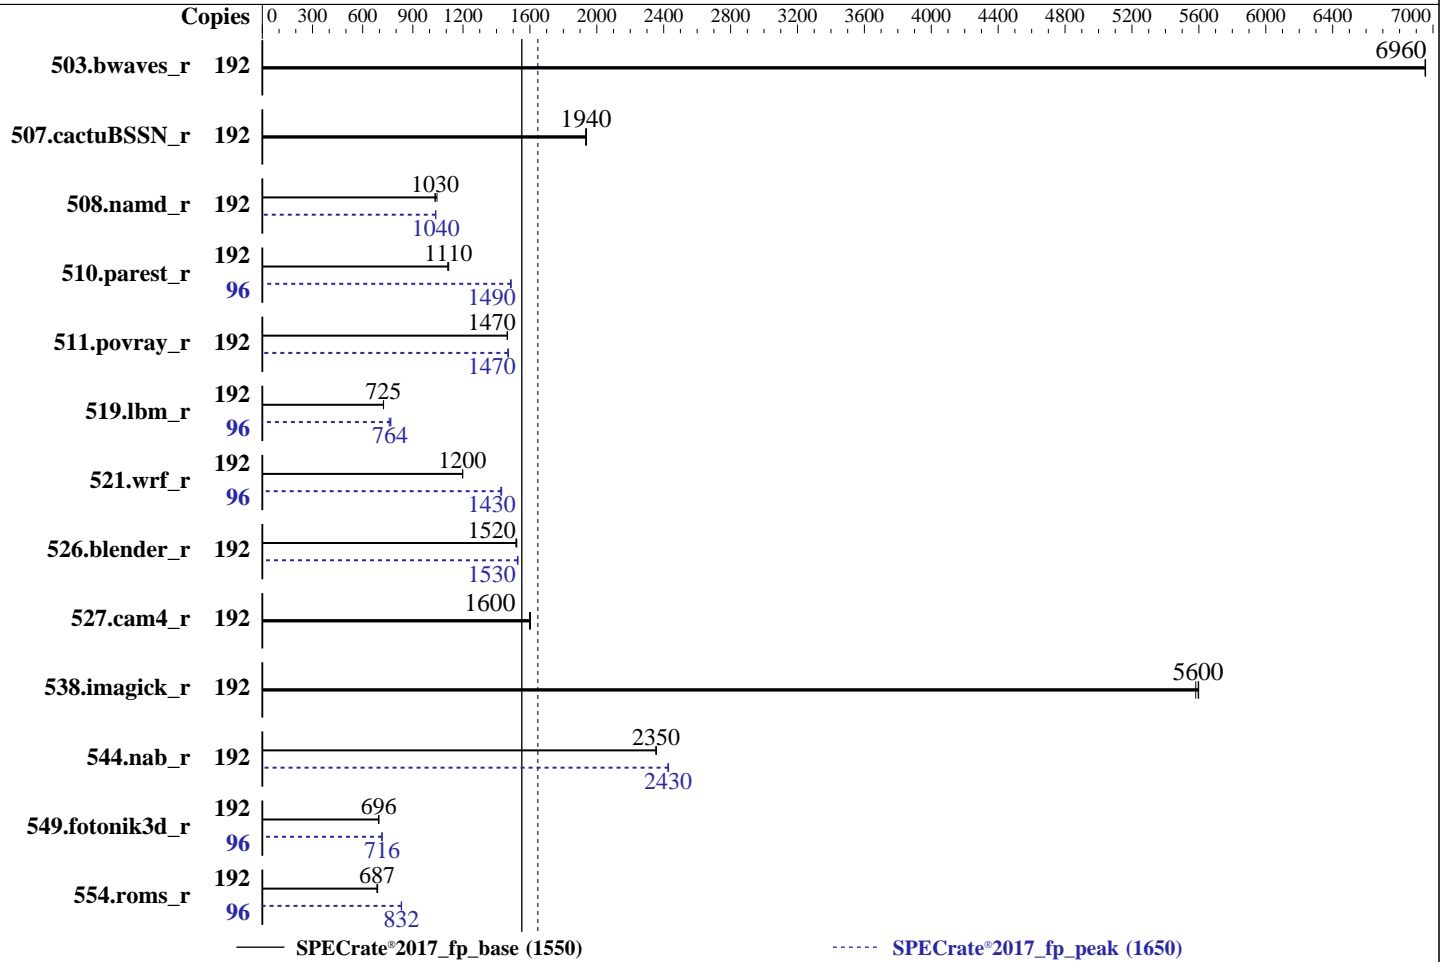 Copies 0 300 600 900 1200 1600 2000 2400 2800 3200 3600 4000 4400 4800 5200 5600 6000 6400 7000
503.bwaves_r 192 6960
507.cactuBSSN_r 192 1940
508.namd_r 192 1030
1040
510.parest_r 192 1110
96 1490
511.povray_r 192 1470
1470
519.lbm_r 192 725
96 764
521.wrf_r 192 1200
96 1430
526.blender_r 192 1520
1530
527.cam4_r 192 1600
538.imagick_r 192 5600
544.nab_r 192 2350
2430
549.fotonik3d_r 192 696
96 716
554.roms_r 192 687
96 832
SPECrate®2017_fp_base (1550) SPECrate®2017_fp_peak (1650)